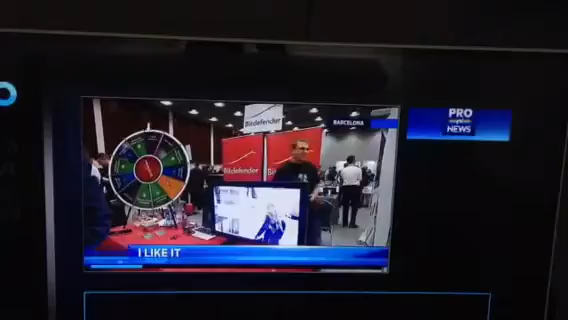 Bitdefender
BARCELONA
PRO
NEWS
Bitdefender
I LIKE IT